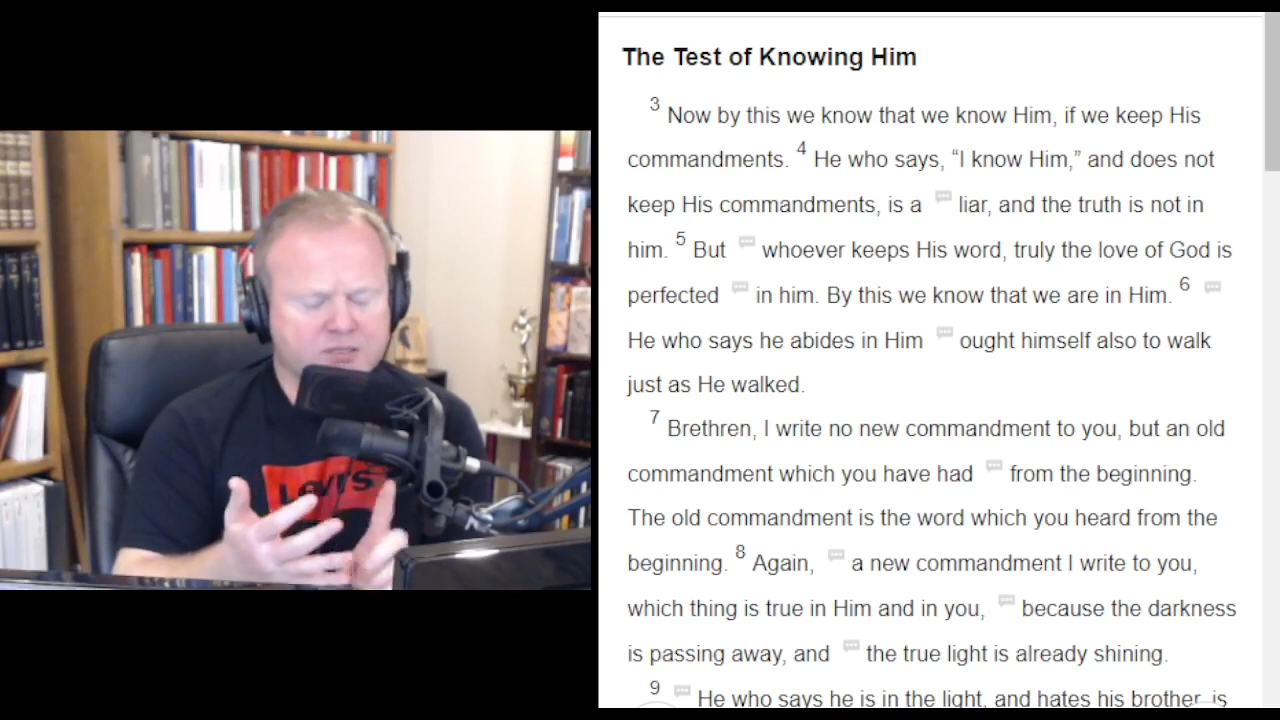 The Test of Knowing Him
3 Now by this we know that we know Him, if we keep His
commandments. 4 He who says, “I know Him,” and does not
keep His commandments, is a liar, and the truth is not in
him. 5 But whoever keeps His word, truly the love of God is
perfected in him. By this we know that we are in Him. 6
He who says he abides in Him ought himself also to walk
just as He walked.
7 Brethren, I write no new commandment to you, but an old
commandment which you have had from the beginning.
The old commandment is the word which you heard from the
beginning. 8 Again, a new commandment I write to you,
which thing is true in Him and in you, because the darkness
is passing away, and the true light is already shining.
9 He who says he is in the light, and hates his brother, is
Levi's